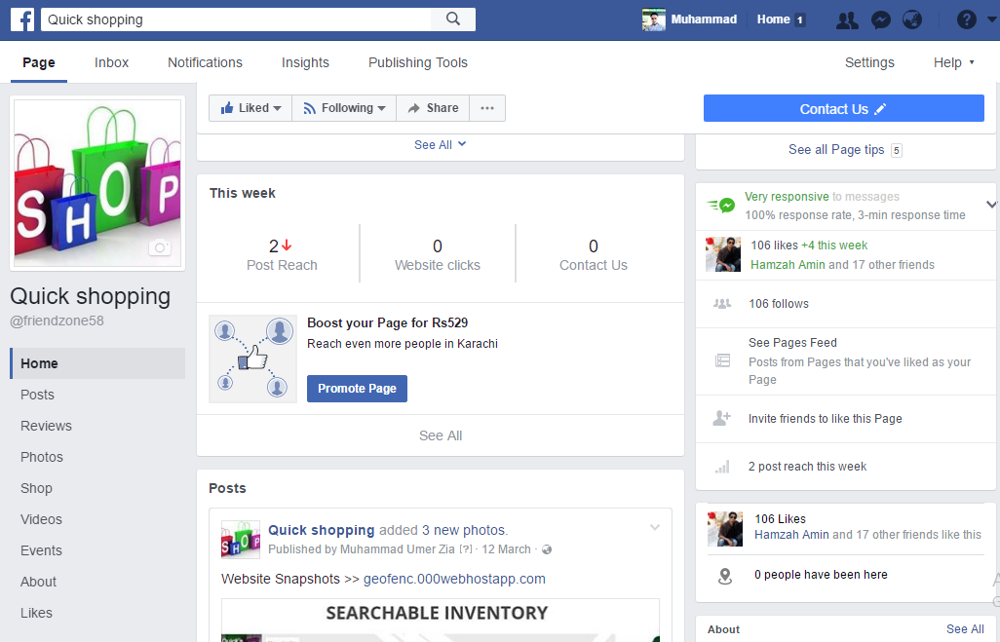 Quick shopping
Muhammad
Home 1
?
Page
Inbox
Notifications
Insights
Publishing Tools
Settings
Help
SHOP
Quick shopping
@friendzone58
Home
Posts
Reviews
Photos
Shop
Videos
Events
About
Likes
Liked
Following
Share
...
Contact Us
See All
This week
2
Post Reach
0
Website clicks
0
Contact Us
Boost your Page for Rs529
Reach even more people in Karachi
Promote Page
See All
Posts
SHOP
Quick shopping added 3 new photos.
Published by Muhammad Umer Zia [?] · 12 March ·
Website Snapshots >> geofenc.000webhostapp.com
SEARCHABLE INVENTORY
See all Page tips 5
Very responsive to messages
100% response rate, 3-min response time
106 likes +4 this week
Hamzah Amin and 17 other friends
106 follows
See Pages Feed
Posts from Pages that you've liked as your
Page
Invite friends to like this Page
2 post reach this week
106 Likes
Hamzah Amin and 17 other friends like this
0 people have been here
About
See All